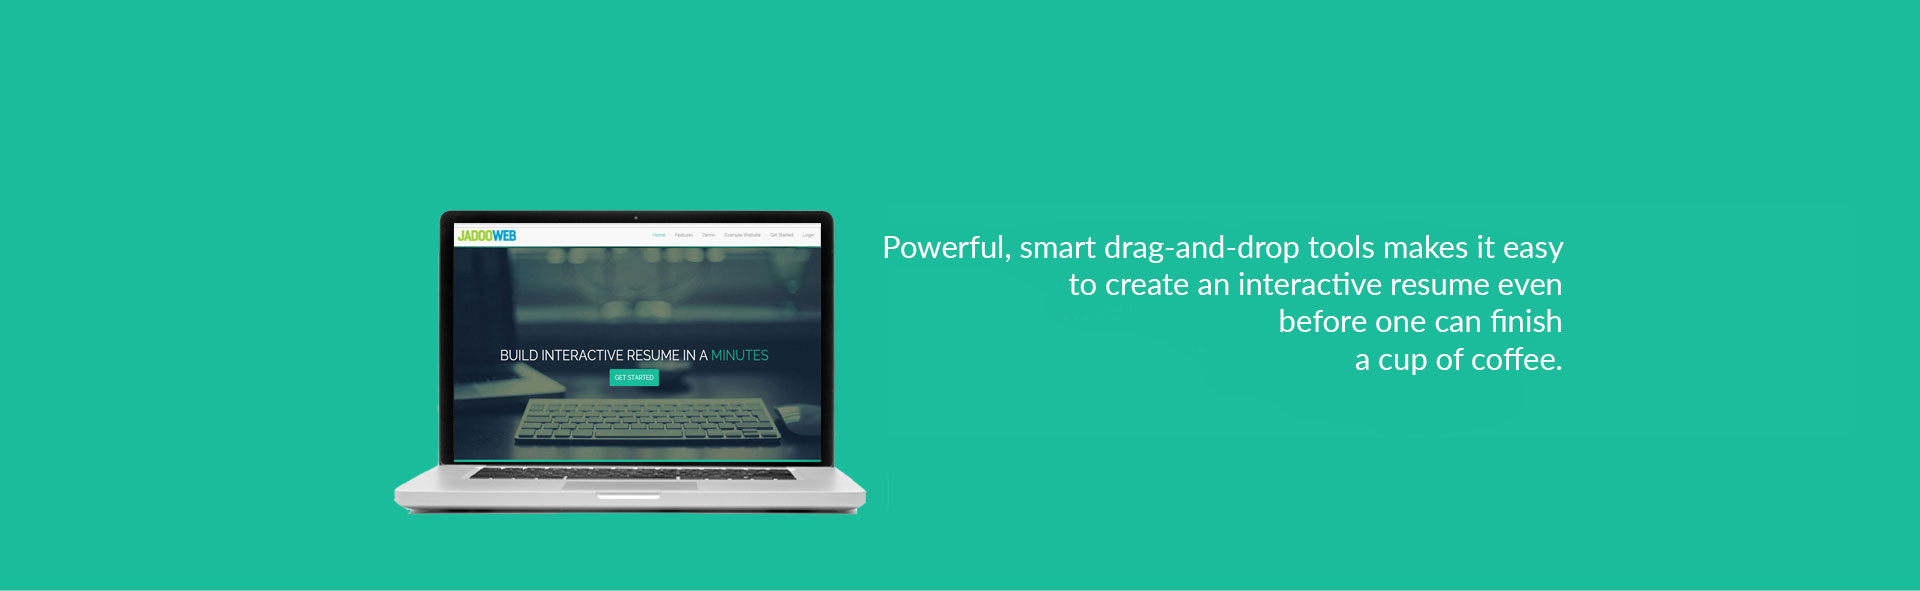 JADOOWEB
Home Features Demo Example Website Get Started Login
BUILD INTERACTIVE RESUME IN A MINUTES
GET STARTED
Powerful, smart drag-and-drop tools makes it easy
to create an interactive resume even
before one can finish
a cup of coffee.